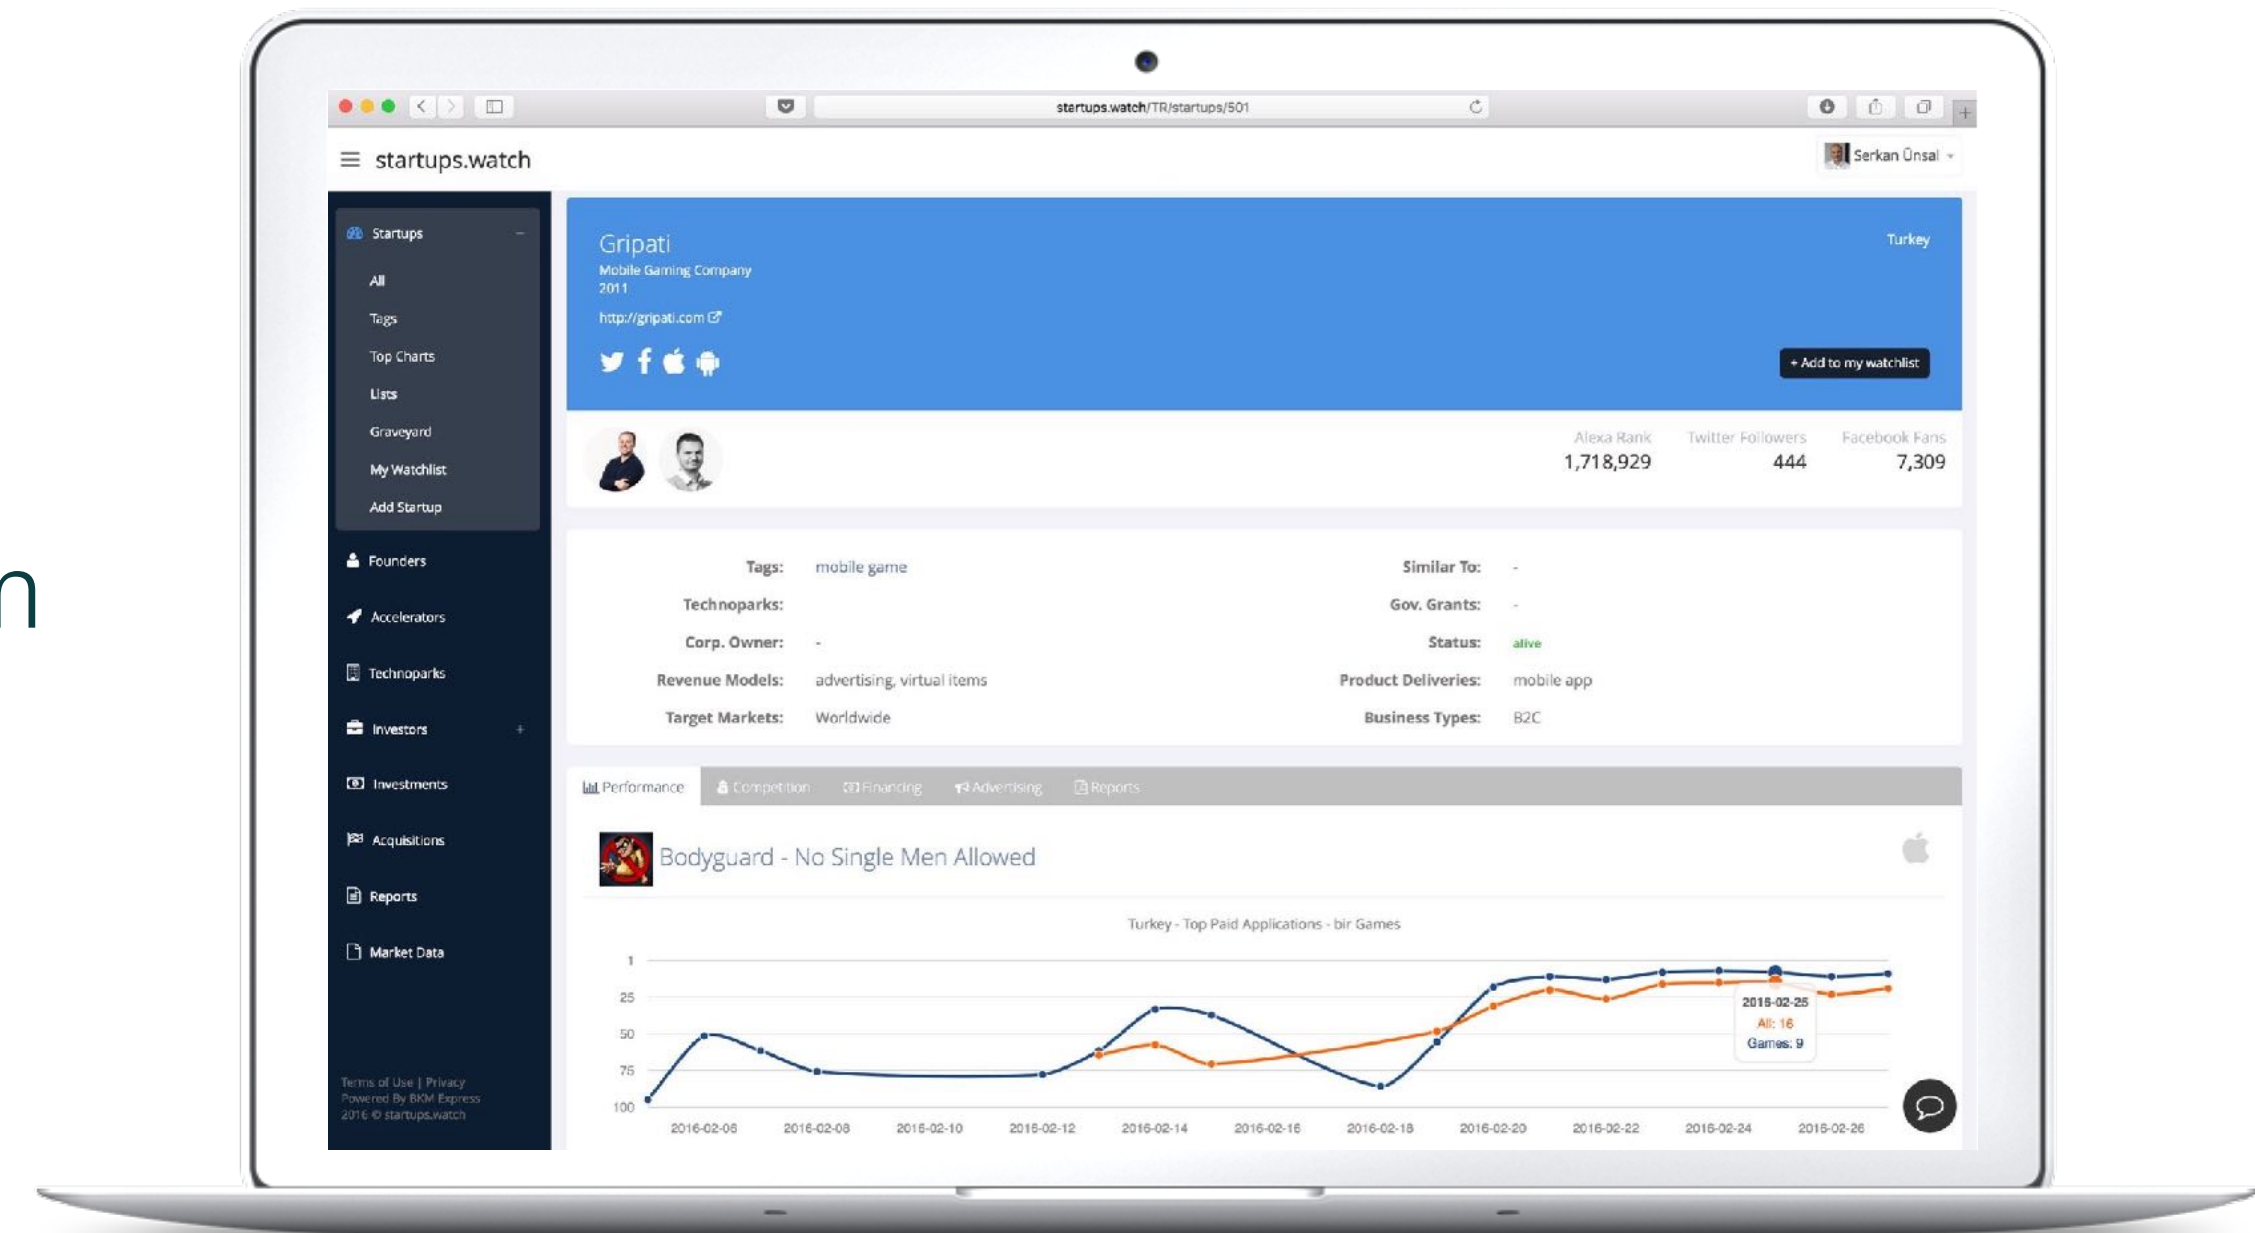 startups.watch/TR/startups/501
startups.watch
Serkan Ünsal
Startups
All
Tags
Top Charts
Lists
Graveyard
My Watchlist
Add Startup
Founders
Accelerators
Technoparks
Investors
Investments
Acquisitions
Reports
Market Data
Terms of Use | Privacy
Powered By BKM Express
2016 © startups.watch
n
Gripati
Mobile Gaming Company
2011
http://gripati.com
Turkey
+ Add to my watchlist
Alexa Rank Twitter Followers Facebook Fans
1,718,929 444 7,309
Tags: mobile game
Technoparks:
Corp. Owner: -
Revenue Models: advertising, virtual items
Target Markets: Worldwide
Similar To: -
Gov. Grants: -
Status: alive
Product Deliveries: mobile app
Business Types: B2C
Performance Competition Financing Advertising Reports
Bodyguard - No Single Men Allowed
Turkey - Top Paid Applications - bir Games
1
25
50
75
100
2016-02-25
All: 16
Games: 9
2016-02-06 2016-02-08 2016-02-10 2016-02-12 2016-02-14 2016-02-16 2016-02-18 2016-02-20 2016-02-22 2016-02-24 2016-02-26